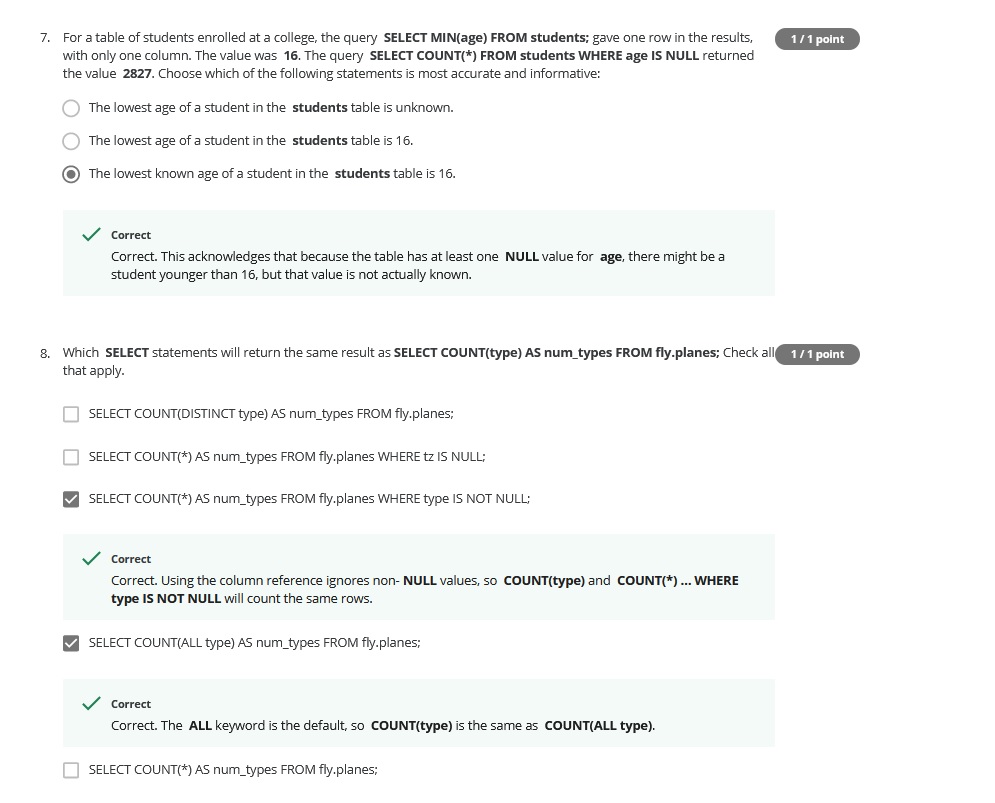 7. For a table of students enrolled at a college, the query SELECT MIN(age) FROM students; gave one row in the results, 1 / 1 point
with only one column. The value was 16. The query SELECT COUNT(*) FROM students WHERE age IS NULL returned
the value 2827. Choose which of the following statements is most accurate and informative:
The lowest age of a student in the students table is unknown.
The lowest age of a student in the students table is 16.
The lowest known age of a student in the students table is 16.
Correct
Correct. This acknowledges that because the table has at least one NULL value for age, there might be a
student younger than 16, but that value is not actually known.
8. Which SELECT statements will return the same result as SELECT COUNT(type) AS num_types FROM fly.planes; Check all 1 / 1 point
that apply.
SELECT COUNT(DISTINCT type) AS num_types FROM fly.planes;
SELECT COUNT(*) AS num_types FROM fly.planes WHERE tz IS NULL;
SELECT COUNT(*) AS num_types FROM fly.planes WHERE type IS NOT NULL;
Correct
Correct. Using the column reference ignores non- NULL values, so COUNT(type) and COUNT(*) ... WHERE
type IS NOT NULL will count the same rows.
SELECT COUNT(ALL type) AS num_types FROM fly.planes;
Correct
Correct. The ALL keyword is the default, so COUNT(type) is the same as COUNT(ALL type).
SELECT COUNT(*) AS num_types FROM fly.planes;